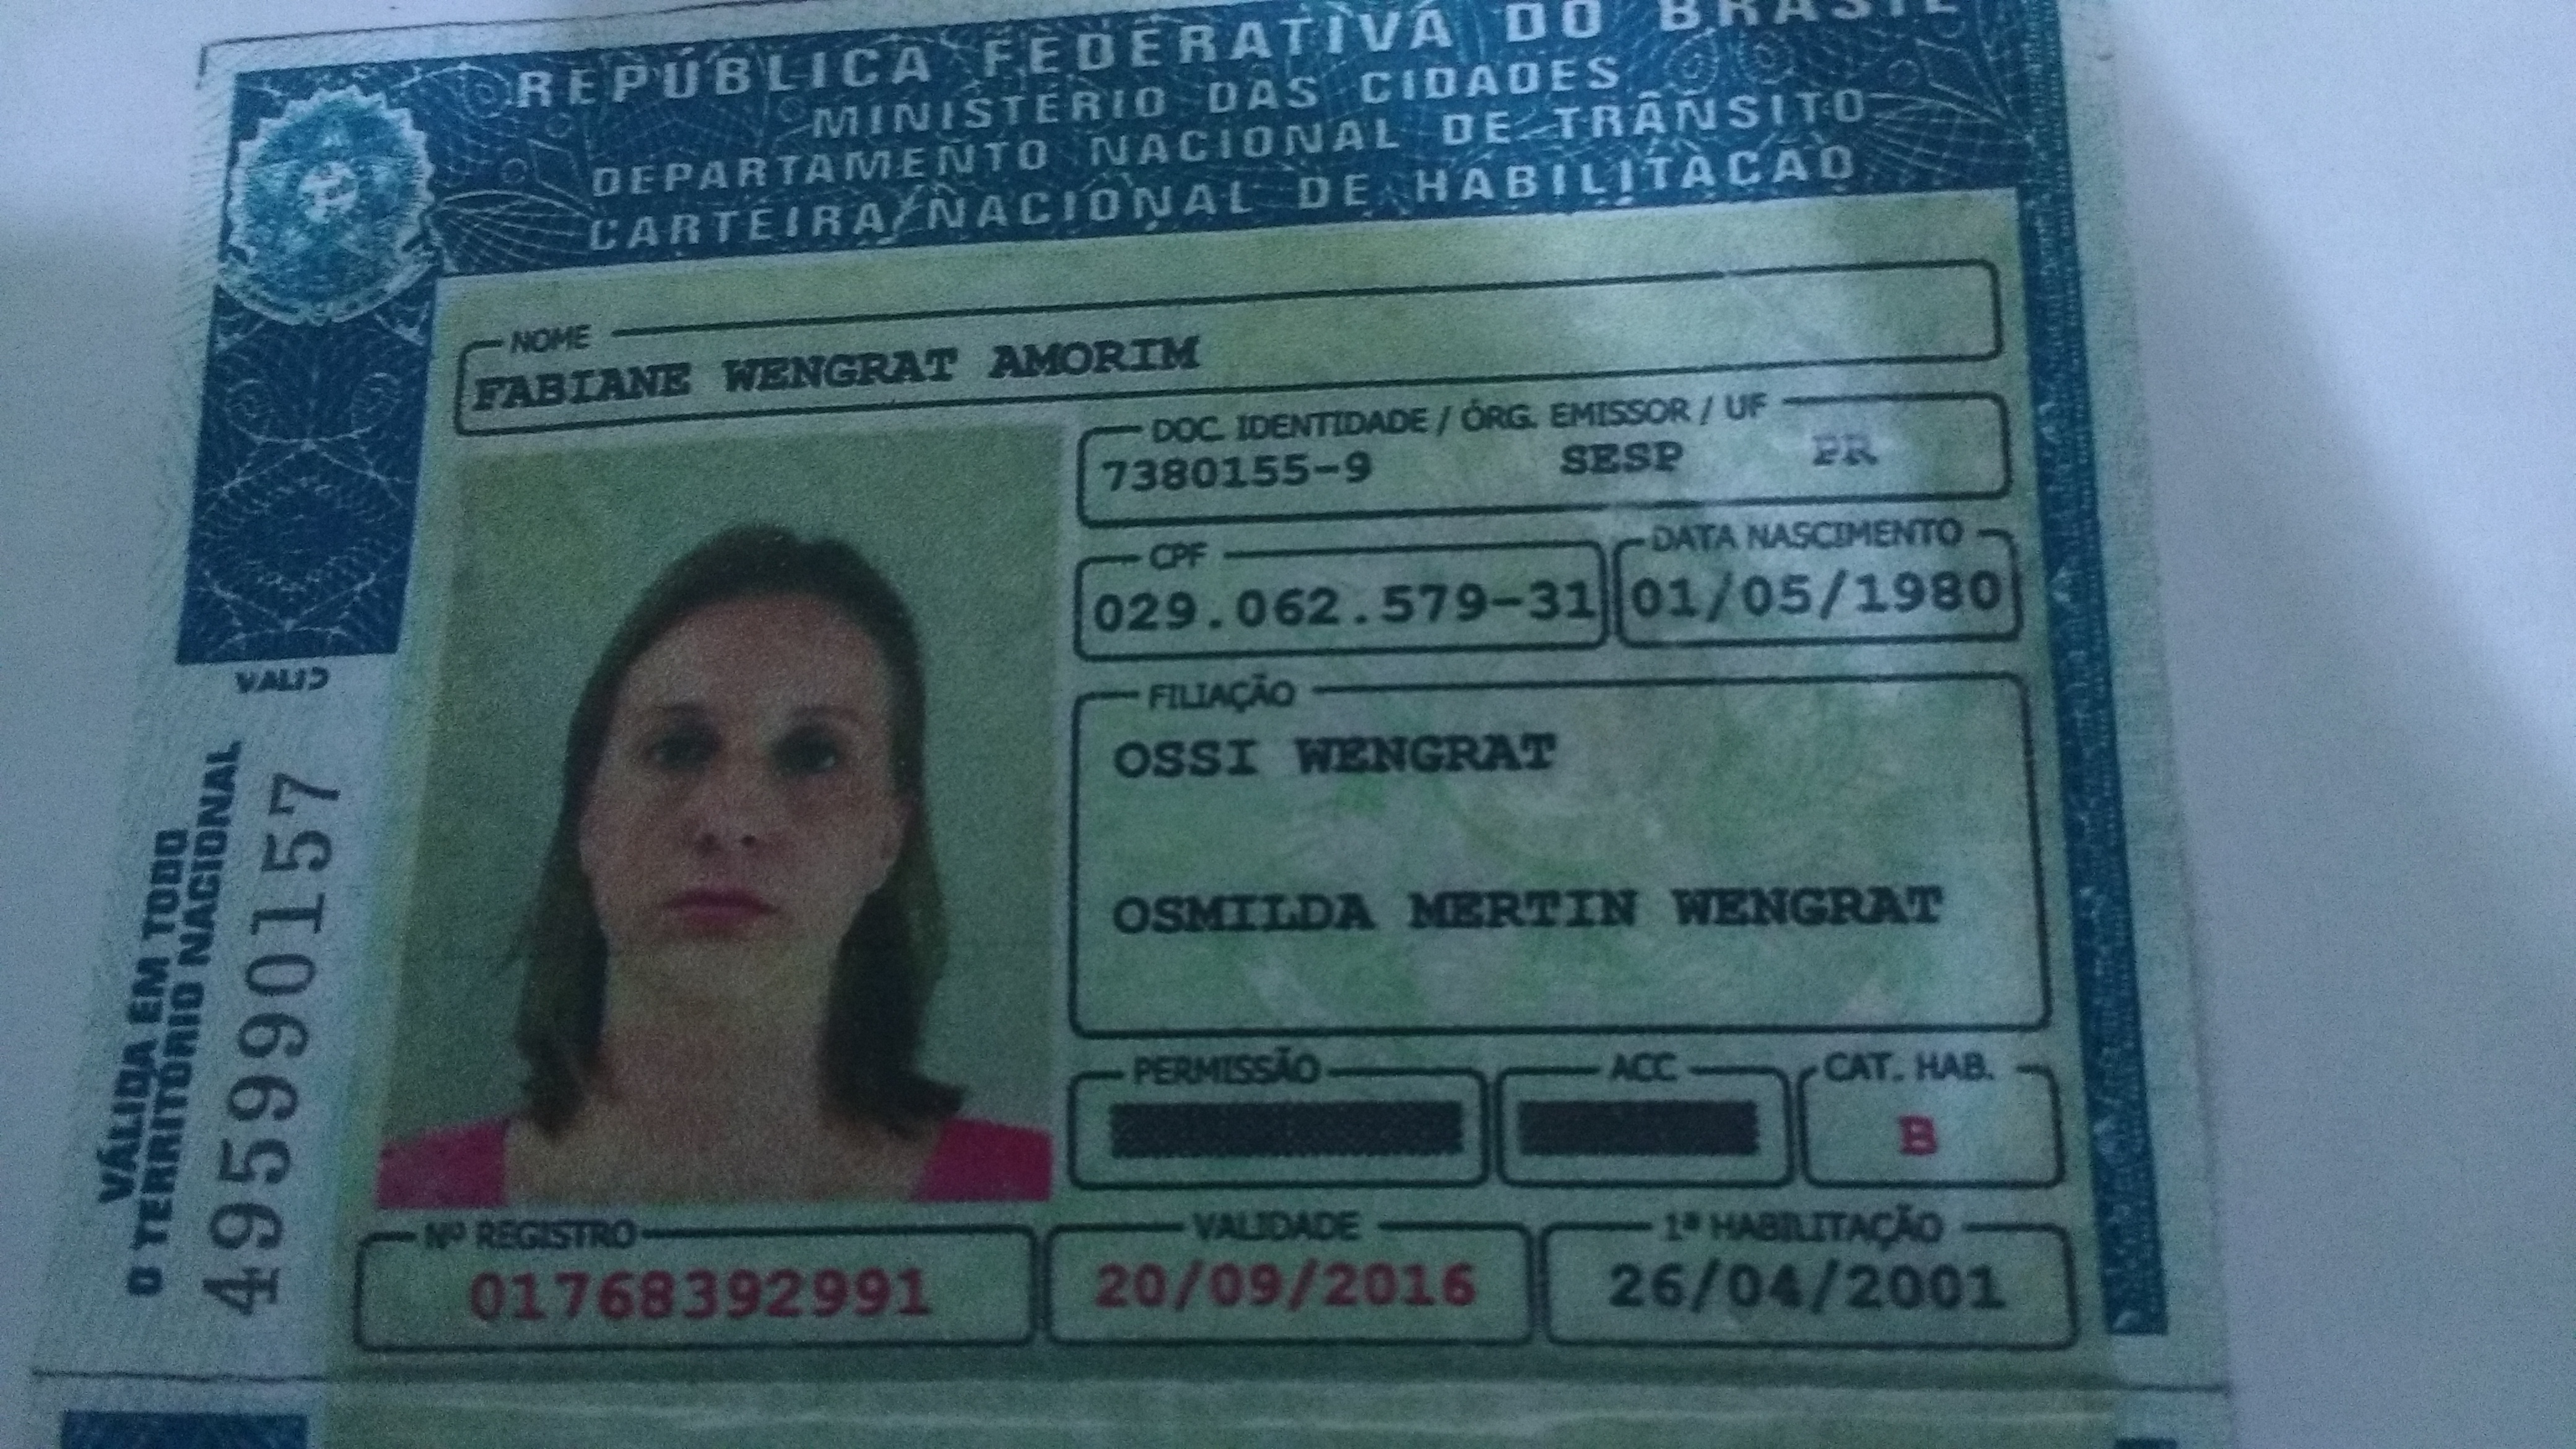 REPÚBLICA FEDERATIVA DO BRASIL
MINISTÉRIO DAS CIDADES
DEPARTAMENTO NACIONAL DE TRÂNSITO
CARTEIRA NACIONAL DE HABILITAÇÃO
NOME
FABIANE WENGRAT AMORIM
DOC. IDENTIDADE / ÓRG. EMISSOR / UF
7380155-9 SESP PR
CPF
029.062.579-31
DATA NASCIMENTO
01/05/1980
FILIAÇÃO
OSSI WENGRAT
OSMILDA MERTIN WENGRAT
PERMISSÃO
ACC
CAT. HAB.
B
Nº REGISTRO
01768392991
VALIDADE
20/09/2016
1ª HABILITAÇÃO
26/04/2001
VALID
VÁLIDA EM TODO
O TERRITÓRIO NACIONAL
495990157